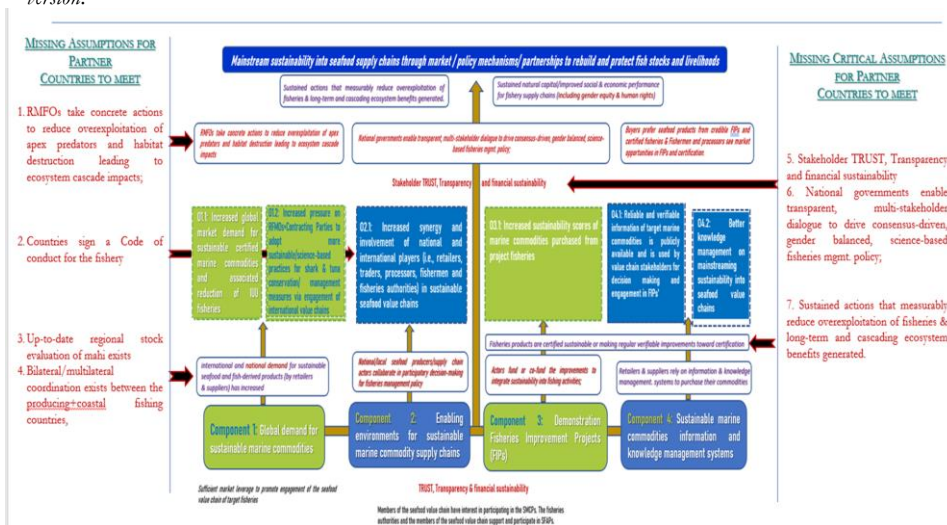 version.
MISSING ASSUMPTIONS FOR
PARTNER
COUNTRIES TO MEET
1. RMFOs take concrete actions
to reduce overexploitation of
apex predators and habitat
destruction leading to
ecosystem cascade impacts;
2. Countries sign a Code of
conduct for the fishery
3. Up-to-date regional stock
evaluation of mahi exists
4. Bilateral/multilateral
coordination exists between the
producing+coastal fishing
countries,
Mainstream sustainability into seafood supply chains through market / policy mechanisms/ partnerships to rebuild and protect fish stocks and livelihoods
Sustained actions that measurably reduce overexploitation of
fisheries & long-term and cascading ecosystem benefits generated.
Sustained natural capital/improved social & economic performance
for fishery supply chains (including gender equity & human rights)
RMFOs take concrete actions to reduce overexploitation of apex
predators and habitat destruction leading to ecosystem cascade
impacts
National governments enable transparent, multi-stakeholder
dialogue to drive consensus-driven, gender balanced, science-
based fisheries mgmt. policy;
Buyers prefer seafood products from credible FIPs and
certified fisheries & Fishermen and processors see market
opportunities in FIPs and certification
Stakeholder TRUST, Transparency and financial sustainability
O1.1: Increased global
market demand for
sustainable certified
marine commodities
and associated
reduction of IUU
fisheries
O1.2: Increased pressure on
RFMOs+Contracting Parties to
adopt more
sustainable/science-based
practices for shark & tuna
conservation/ management
measures via engagement of
international value chains
O2.1: Increased synergy and
involvement of national and
international players (i.e., retailers,
traders, processors, fishermen and
fisheries authorities) in sustainable
seafood value chains
O3.1: Increased sustainability scores of
marine commodities purchased from
project fisheries
O4.1: Reliable and verifiable
information of target marine
commodities is publicly
available and is used by
value chain stakeholders for
decision making and
engagement in FIPs'
O4.2: Better
knowledge
management on
mainstreaming
sustainability into
seafood value
chains
Fisheries products are certified sustainable or making regular verifiable improvements toward certification
International and national demand for sustainable
seafood and fish-derived products (by retailers
& suppliers) has increased
National/local seafood producers/supply chain
actors collaborate in participatory decision-making for
fisheries management policy
Actors fund or co-fund the improvements to
integrate sustainability into fishing activities;
Retailers & suppliers rely on information & knowledge
management. systems to purchase their commodities
Component 1: Global demand for
sustainable marine commodities
Component 2: Enabling
environments for sustainable
marine commodity supply chains
Component 3: Demonstration
Fisheries Improvement Projects
(FIPs)
Component 4: Sustainable marine
commodities information and
knowledge management systems
Sufficient market leverage to promote engagement of the seafood
value chain of target fisheries
TRUST, Transparency & financial sustainability
Members of the seafood value chain have interest in participating in the SMCPs. The fisheries
authorities and the members of the seafood value chain support and participate in SFAPs.
MISSING CRITICAL ASSUMPTIONS
FOR PARTNER
COUNTRIES TO MEET
5. Stakeholder TRUST, Transparency
and financial sustainability
6. National governments enable
transparent, multi-stakeholder
dialogue to drive consensus-driven,
gender balanced, science-based
fisheries mgmt. policy;
7. Sustained actions that measurably
reduce overexploitation of fisheries &
long-term and cascading ecosystem
benefits generated.